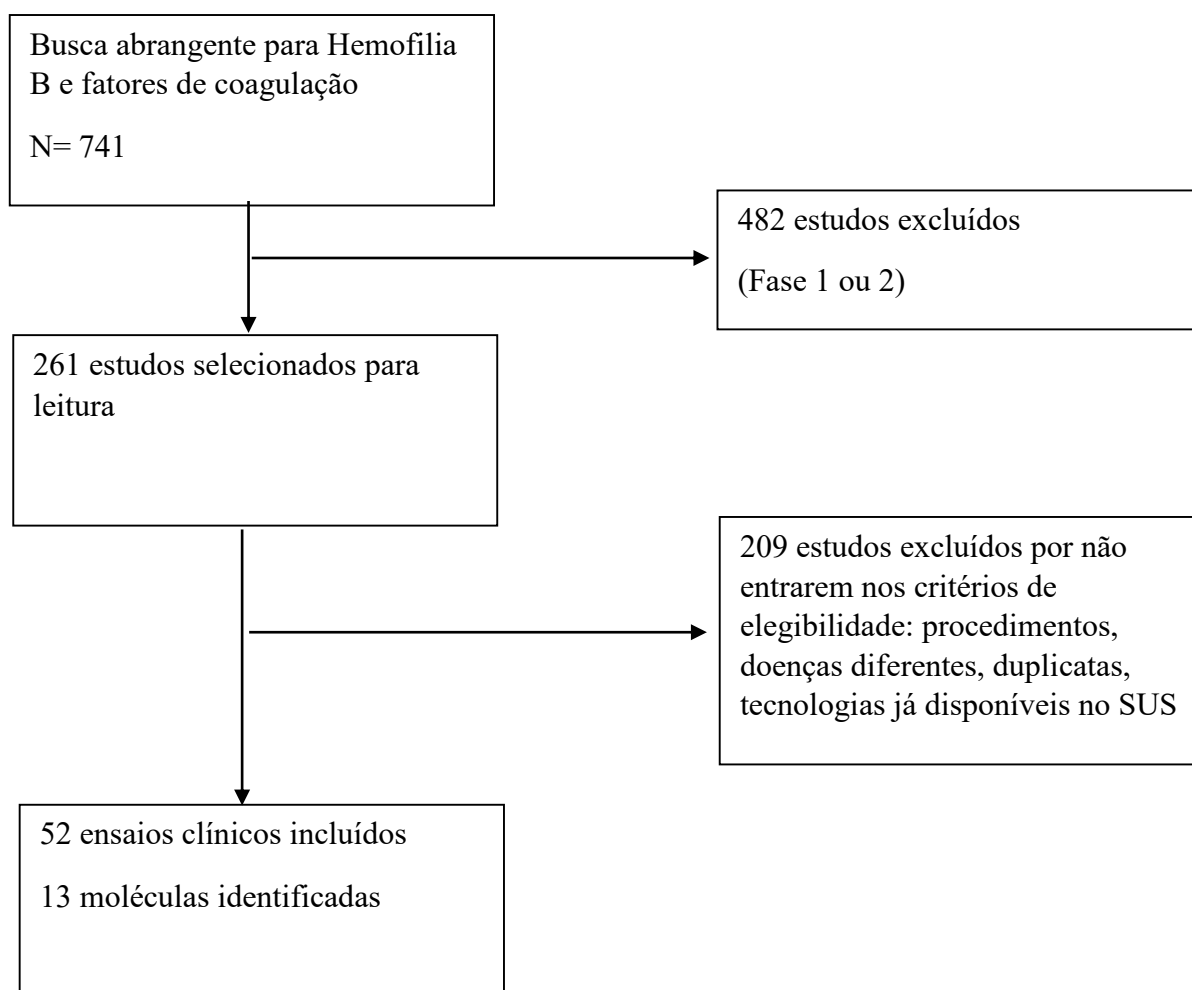 Busca abrangente para Hemofilia
B e fatores de coagulação
N= 741
482 estudos excluídos
(Fase 1 ou 2)
261 estudos selecionados para
leitura
209 estudos excluídos por não
entrarem nos critérios de
elegibilidade: procedimentos,
doenças diferentes, duplicatas,
tecnologias já disponíveis no SUS
52 ensaios clínicos incluídos
13 moléculas identificadas